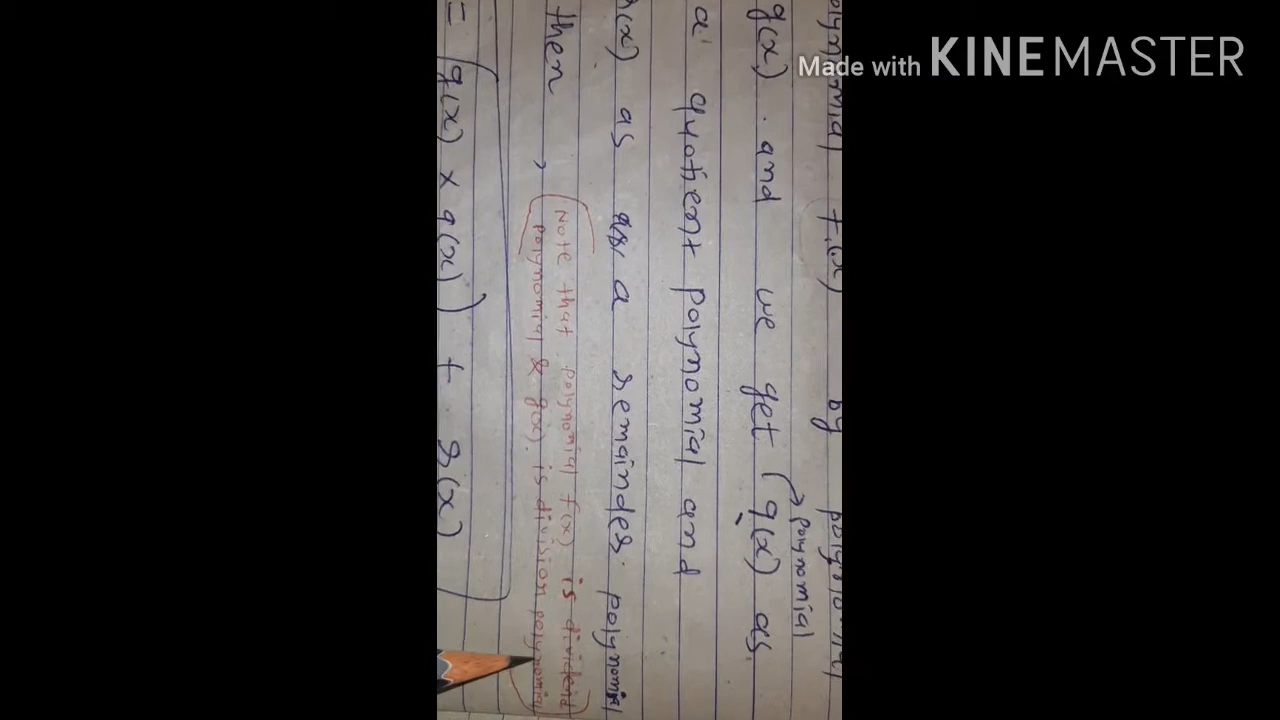 Made with KINEMASTER
polynomial f(x) by polynomial
g(x). and we get q(x) as
polynomial
a quotient polynomial and
r(x) as a remainder polynomial
then,
Note that polynomial f(x) is
polynomial & g(x). is division polynomial
= g(x) × q(x) + r(x)